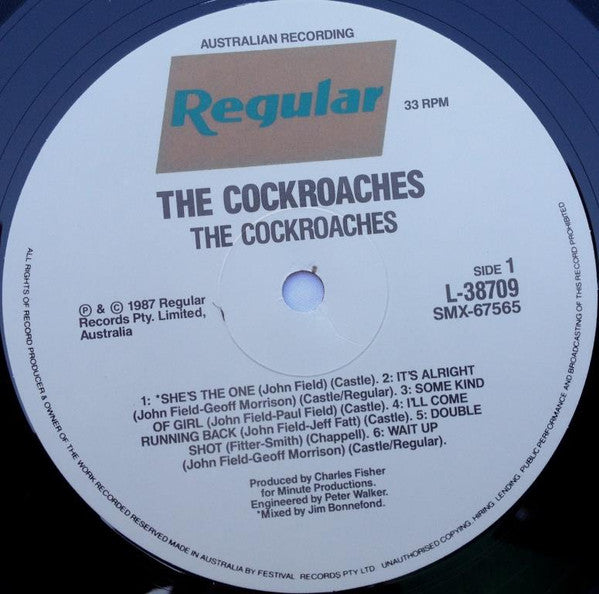 AUSTRALIAN RECORDING
Regular
33 RPM
THE COCKROACHES
THE COCKROACHES
SIDE 1
L-38709
SMX-67565
℗ & © 1987 Regular
Records Pty. Limited,
Australia
1: *SHE'S THE ONE (John Field) (Castle). 2: IT'S ALRIGHT
(John Field-Geoff Morrison) (Castle/Regular). 3: SOME KIND
OF GIRL (John Field-Paul Field) (Castle). 4: I'LL COME
RUNNING BACK (John Field-Jeff Fatt) (Castle). 5: DOUBLE
SHOT (Fitter-Smith) (Chappell). 6: WAIT UP
(John Field-Geoff Morrison) (Castle/Regular).
Produced by Charles Fisher
for Minute Productions.
Engineered by Peter Walker.
*Mixed by Jim Bonnefond.
ALL RIGHTS OF RECORD PRODUCER & OWNER OF THE WORK RECORDED RESERVED MADE IN AUSTRALIA BY FESTIVAL RECORDS PTY LTD UNAUTHORISED COPYING, HIRING, LENDING, PUBLIC PERFORMANCE AND BROADCASTING OF THIS RECORD PROHIBITED